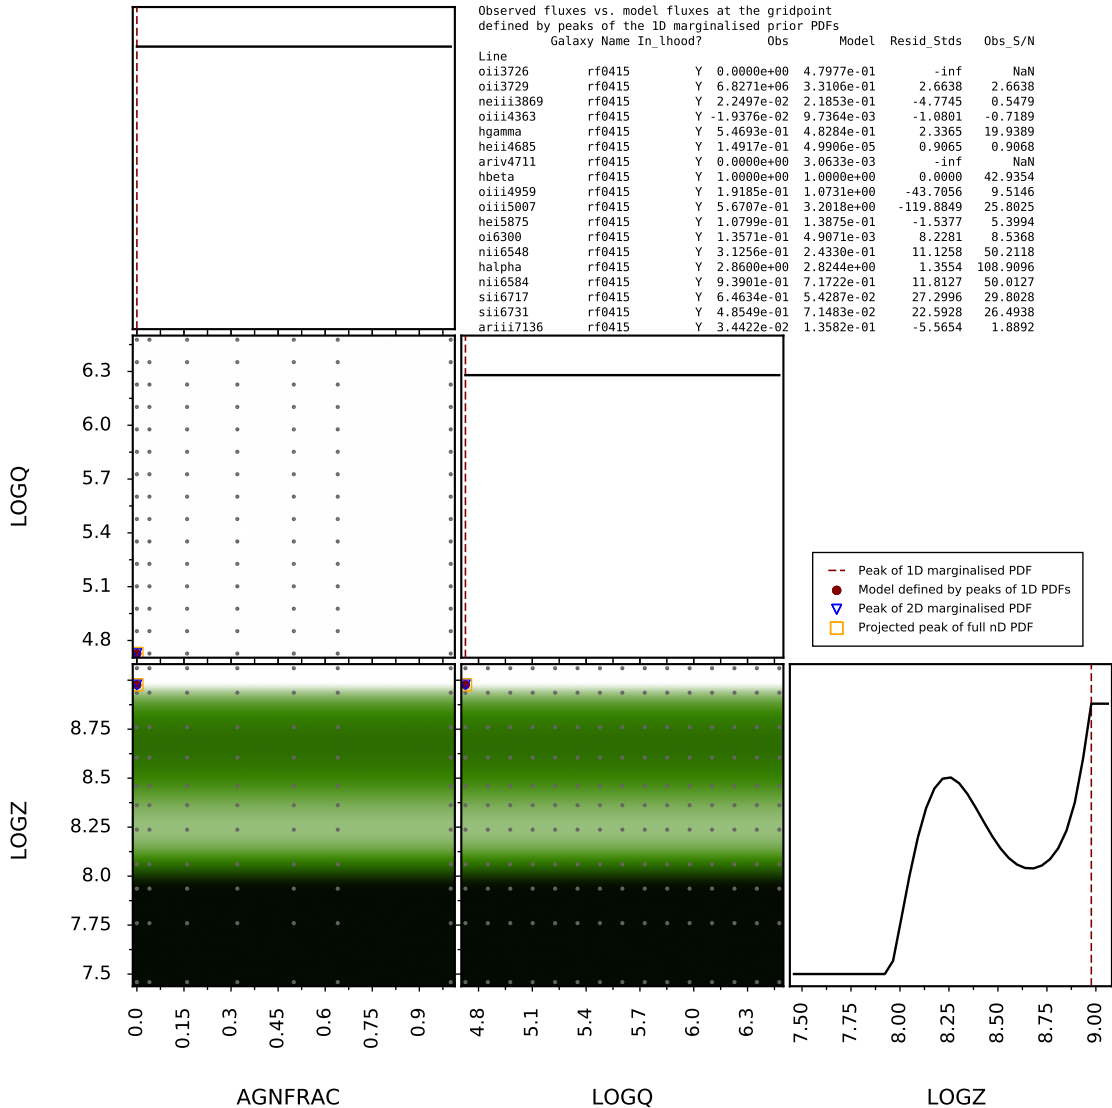 Observed fluxes vs. model fluxes at the gridpoint
defined by peaks of the 1D marginalised prior PDFs
Galaxy Name In_lhood? Obs Model Resid_Stds Obs_S/N
Line
oii3726 rf0415 Y 0.0000e+00 4.7977e-01 -inf NaN
oii3729 rf0415 Y 6.8271e+06 3.3106e-01 2.6638 2.6638
neiii3869 rf0415 Y 2.2497e-02 2.1853e-01 -4.7745 0.5479
oiii4363 rf0415 Y -1.9376e-02 9.7364e-03 -1.0801 -0.7189
hgamma rf0415 Y 5.4693e-01 4.8284e-01 2.3365 19.9389
heii4685 rf0415 Y 1.4917e-01 4.9906e-05 0.9065 0.9068
ariv4711 rf0415 Y 0.0000e+00 3.0633e-03 -inf NaN
hbeta rf0415 Y 1.0000e+00 1.0000e+00 0.0000 42.9354
oiii4959 rf0415 Y 1.9185e-01 1.0731e+00 -43.7056 9.5146
oiii5007 rf0415 Y 5.6707e-01 3.2018e+00 -119.8849 25.8025
hei5875 rf0415 Y 1.0799e-01 1.3875e-01 -1.5377 5.3994
oi6300 rf0415 Y 1.3571e-01 4.9071e-03 8.2281 8.5368
nii6548 rf0415 Y 3.1256e-01 2.4330e-01 11.1258 50.2118
halpha rf0415 Y 2.8600e+00 2.8244e+00 1.3554 108.9096
nii6584 rf0415 Y 9.3901e-01 7.1722e-01 11.8127 50.0127
sii6717 rf0415 Y 6.4634e-01 5.4287e-02 27.2996 29.8028
sii6731 rf0415 Y 4.8549e-01 7.1483e-02 22.5928 26.4938
ariii7136 rf0415 Y 3.4422e-02 1.3582e-01 -5.5654 1.8892
LOGQ
6.3
6.0
5.7
5.4
5.1
4.8
Peak of 1D marginalised PDF
Model defined by peaks of 1D PDFs
Peak of 2D marginalised PDF
Projected peak of full nD PDF
LOGZ
8.75
8.5
8.25
8.0
7.75
7.5
0.0 0.15 0.3 0.45 0.6 0.75 0.9
4.8 5.1 5.4 5.7 6.0 6.3
7.50 7.75 8.00 8.25 8.50 8.75 9.00
AGNFRAC LOGQ LOGZ